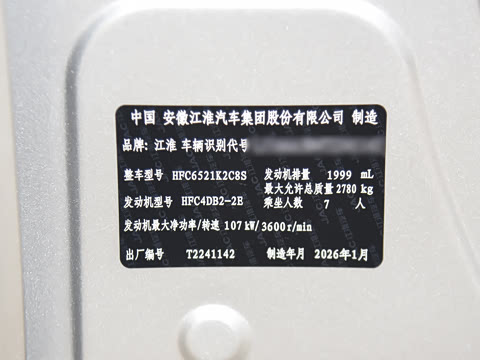 中国 安徽江淮汽车集团股份有限公司 制造
品牌: 江淮 车辆识别代号
整车型号 HFC6521K2C8S 发动机排量 1999 mL
最大允许总质量 2780 kg
发动机型号 HFC4DB2-2E 乘坐人数 7 人
发动机最大净功率/转速 107 kW/3600r/min
出厂编号 T2241142 制造年月 2026年1月